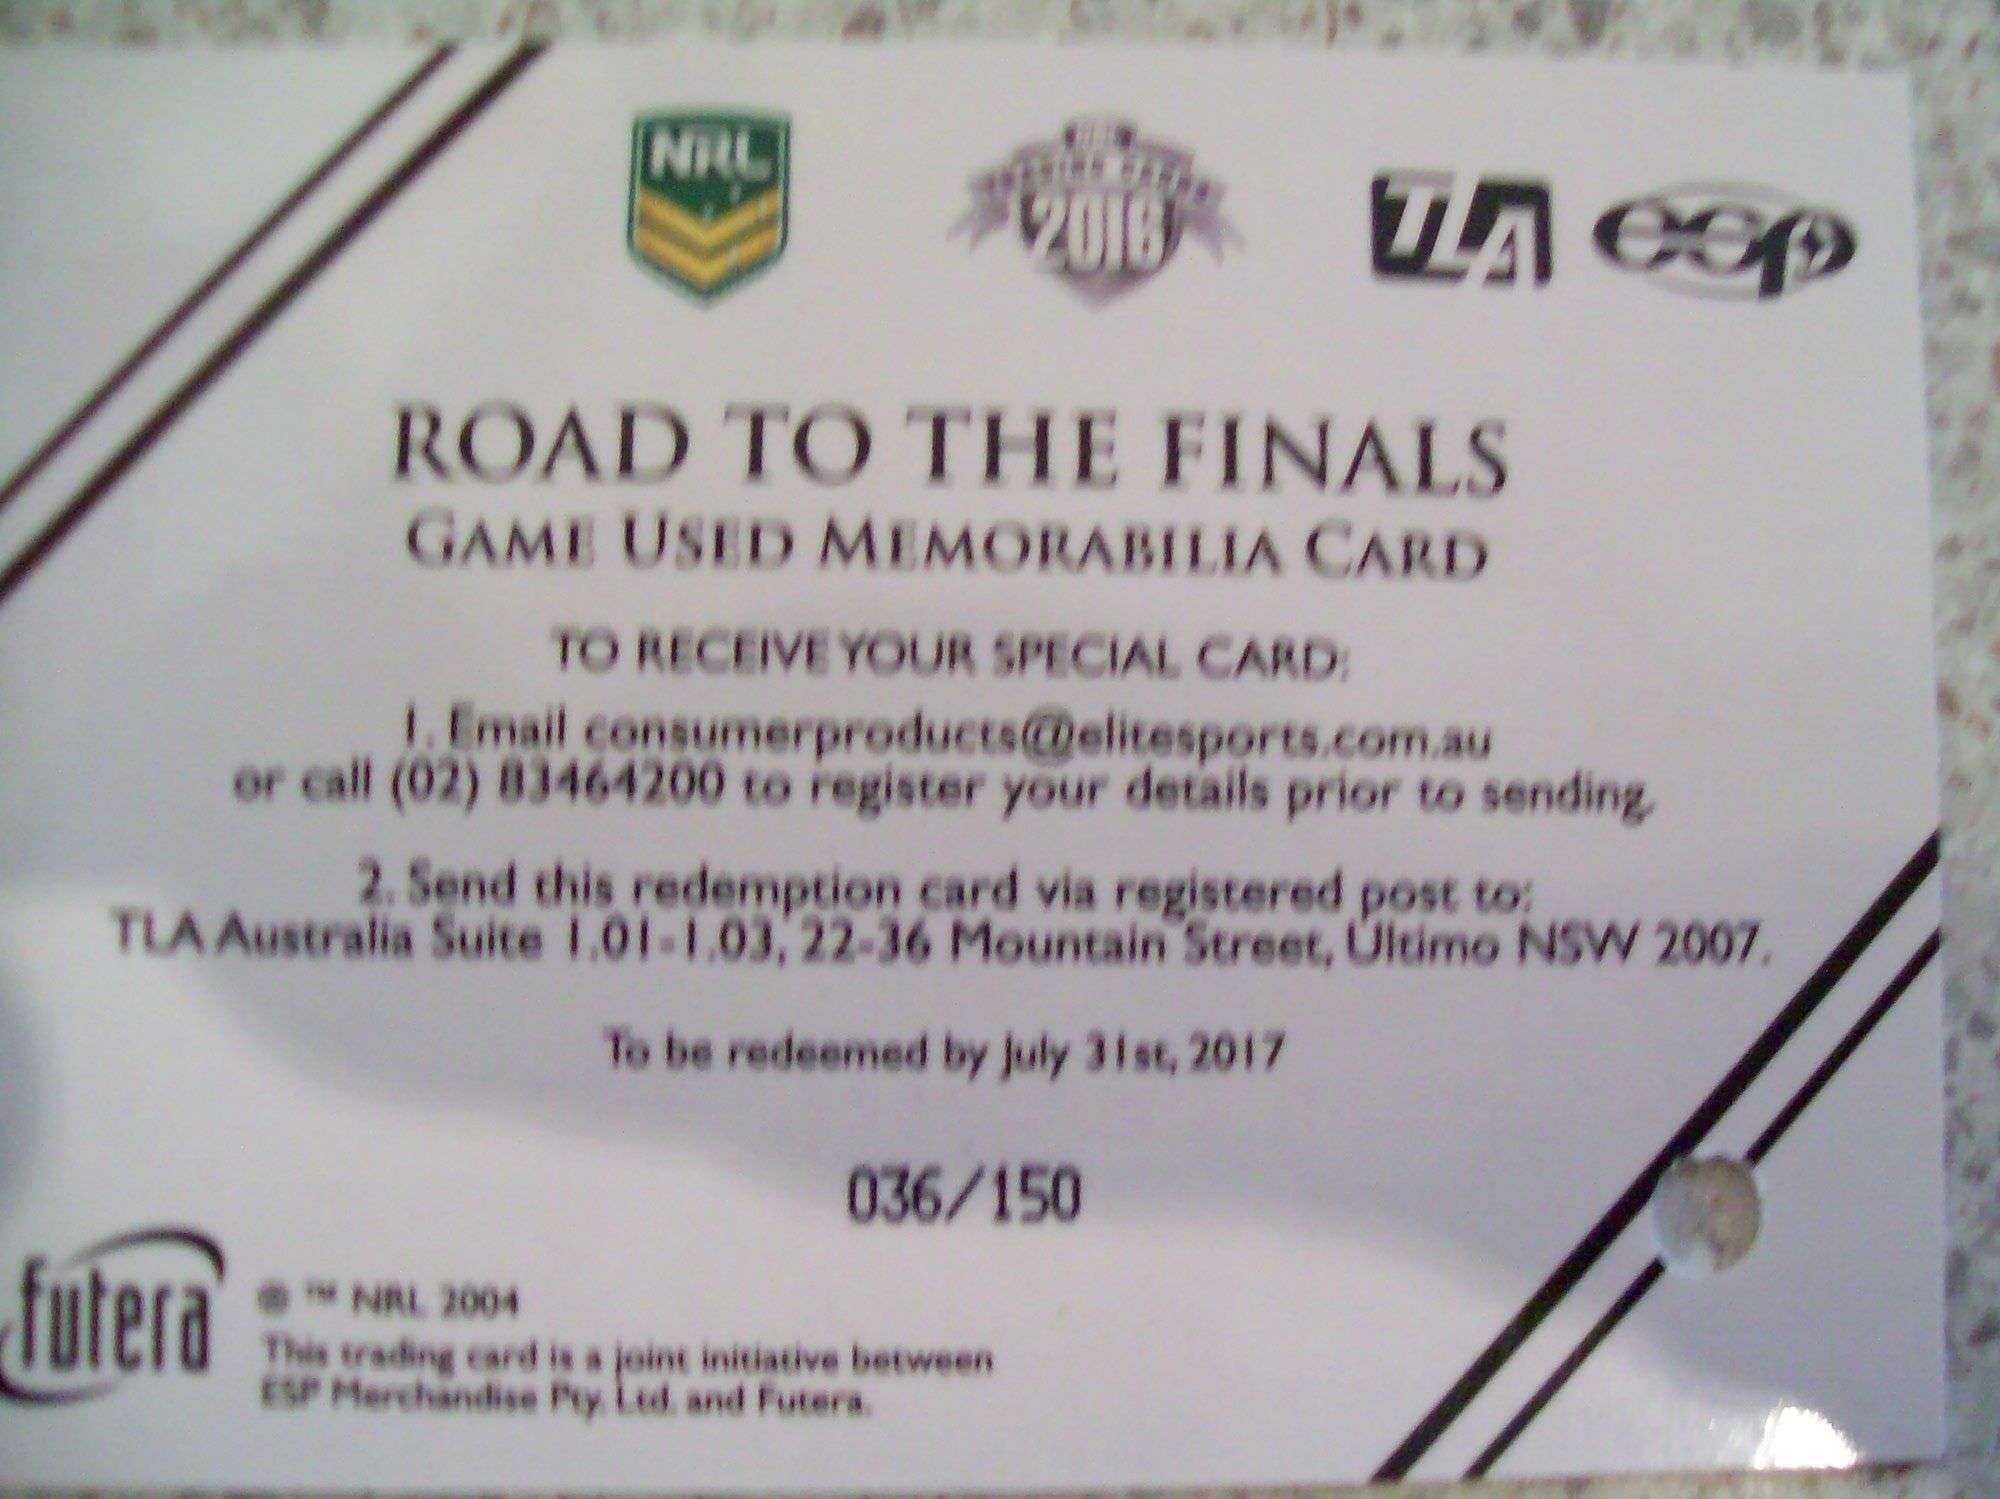 NRL
2016
TLA
esp
ROAD TO THE FINALS
GAME USED MEMORABILIA CARD
TO RECEIVE YOUR SPECIAL CARD:
1. Email consumerproducts@elitesports.com.au
or call (02) 83464200 to register your details prior to sending.
2. Send this redemption card via registered post to:
TLA Australia Suite 1.01-1.03, 22-36 Mountain Street, Ultimo NSW 2007.
To be redeemed by July 31st, 2017
036/150
futera
® ™ NRL 2004
This trading card is a joint initiative between
ESP Merchandise Pty. Ltd. and Futera.